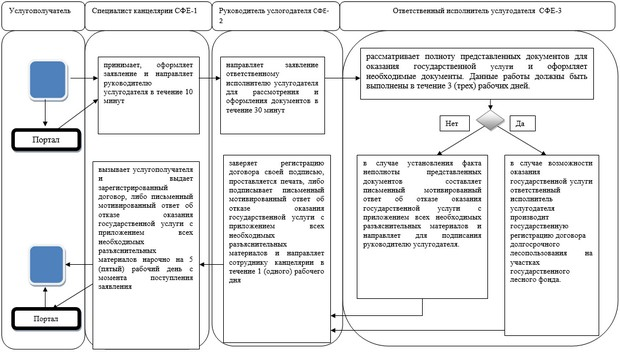 Услугополучатель
Специалист канцелярии СФЕ-1
Руководитель услогодателя СФЕ-
2
Ответственный исполнитель услугодателя СФЕ-3
принимает, оформляет
заявление и направляет
руководителю
услугодателя в течение 10
минут
направляет заявление
ответственному
исполнителю услугодателя
для рассмотрения и
оформления документов в
течение 30 минут
рассматривает полноту представленных документов для
оказания государственной услуги и оформляет
необходимые документы. Данные работы должны быть
выполнены в течение 3 (трех) рабочих дней.
Портал
Нет
Да
вызывает услугополучателя
и выдает
зарегистрированный
договор, либо письменный
мотивированный ответ об
отказе оказания
государственной услуги с
приложением всех
необходимых
разъяснительных
материалов нарочно на 5
(пятый) рабочий день с
момента поступления
заявления
заверяет регистрацию
договора своей подписью,
проставляется печать, либо
подписывает письменный
мотивированный ответ об
отказе оказания
государственной услуги с
приложением всех
необходимых
разъяснительных
материалов и направляет
сотруднику канцелярии в
течение 1 (одного) рабочего
дня
в случае установления факта
неполноты представленных
документов составляет
письменный мотивированный
ответ об отказе оказания
государственной услуги с
приложением всех необходимых
разъяснительных материалов и
направляет для подписания
руководителю услугодателя.
в случае возможности
оказания
государственной услуги
ответственный
исполнитель
услугодателя
производит
государственную
регистрацию договора
долгосрочного
лесопользования на
участках
государственного
лесного фонда.
Портал